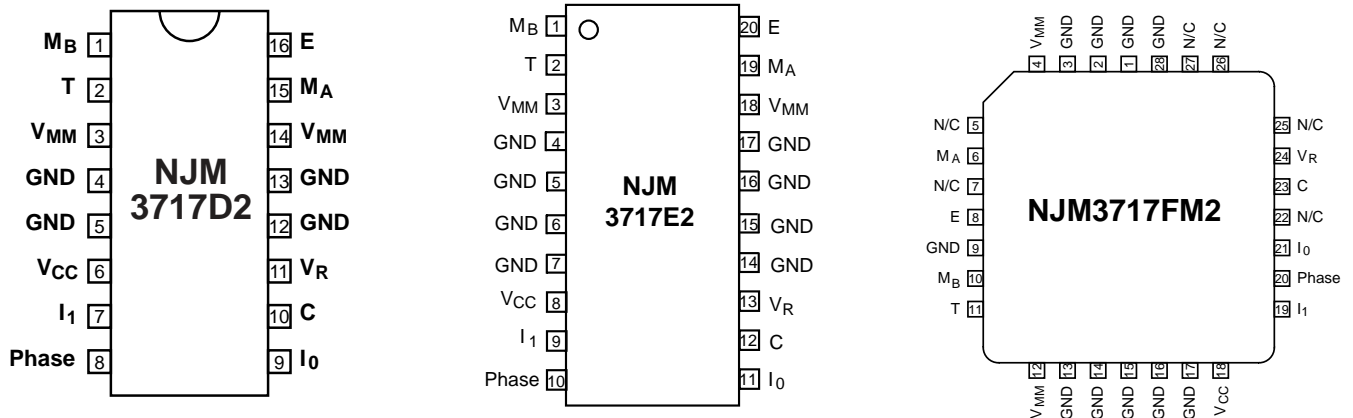 MB 1 16 E
T 2 15 MA
VMM 3 14 VMM
GND 4 13 GND
GND 5 12 GND
VCC 6 11 VR
I1 7 10 C
Phase 8 9 I0
NJM
3717D2
MB 1 20 E
T 2 19 MA
VMM 3 18 VMM
GND 4 17 GND
GND 5 16 GND
GND 6 15 GND
GND 7 14 GND
VCC 8 13 VR
I1 9 12 C
Phase 10 11 I0
NJM
3717E2
VMM GND GND GND GND N/C N/C
4 3 2 1 28 27 26
N/C 5 25 N/C
MA 6 24 VR
N/C 7 23 C
E 8 22 N/C
GND 9 21 I0
MB 10 20 Phase
T 11 19 I1
NJM3717FM2
12 13 14 15 16 17 18
VMM GND GND GND GND GND VCC